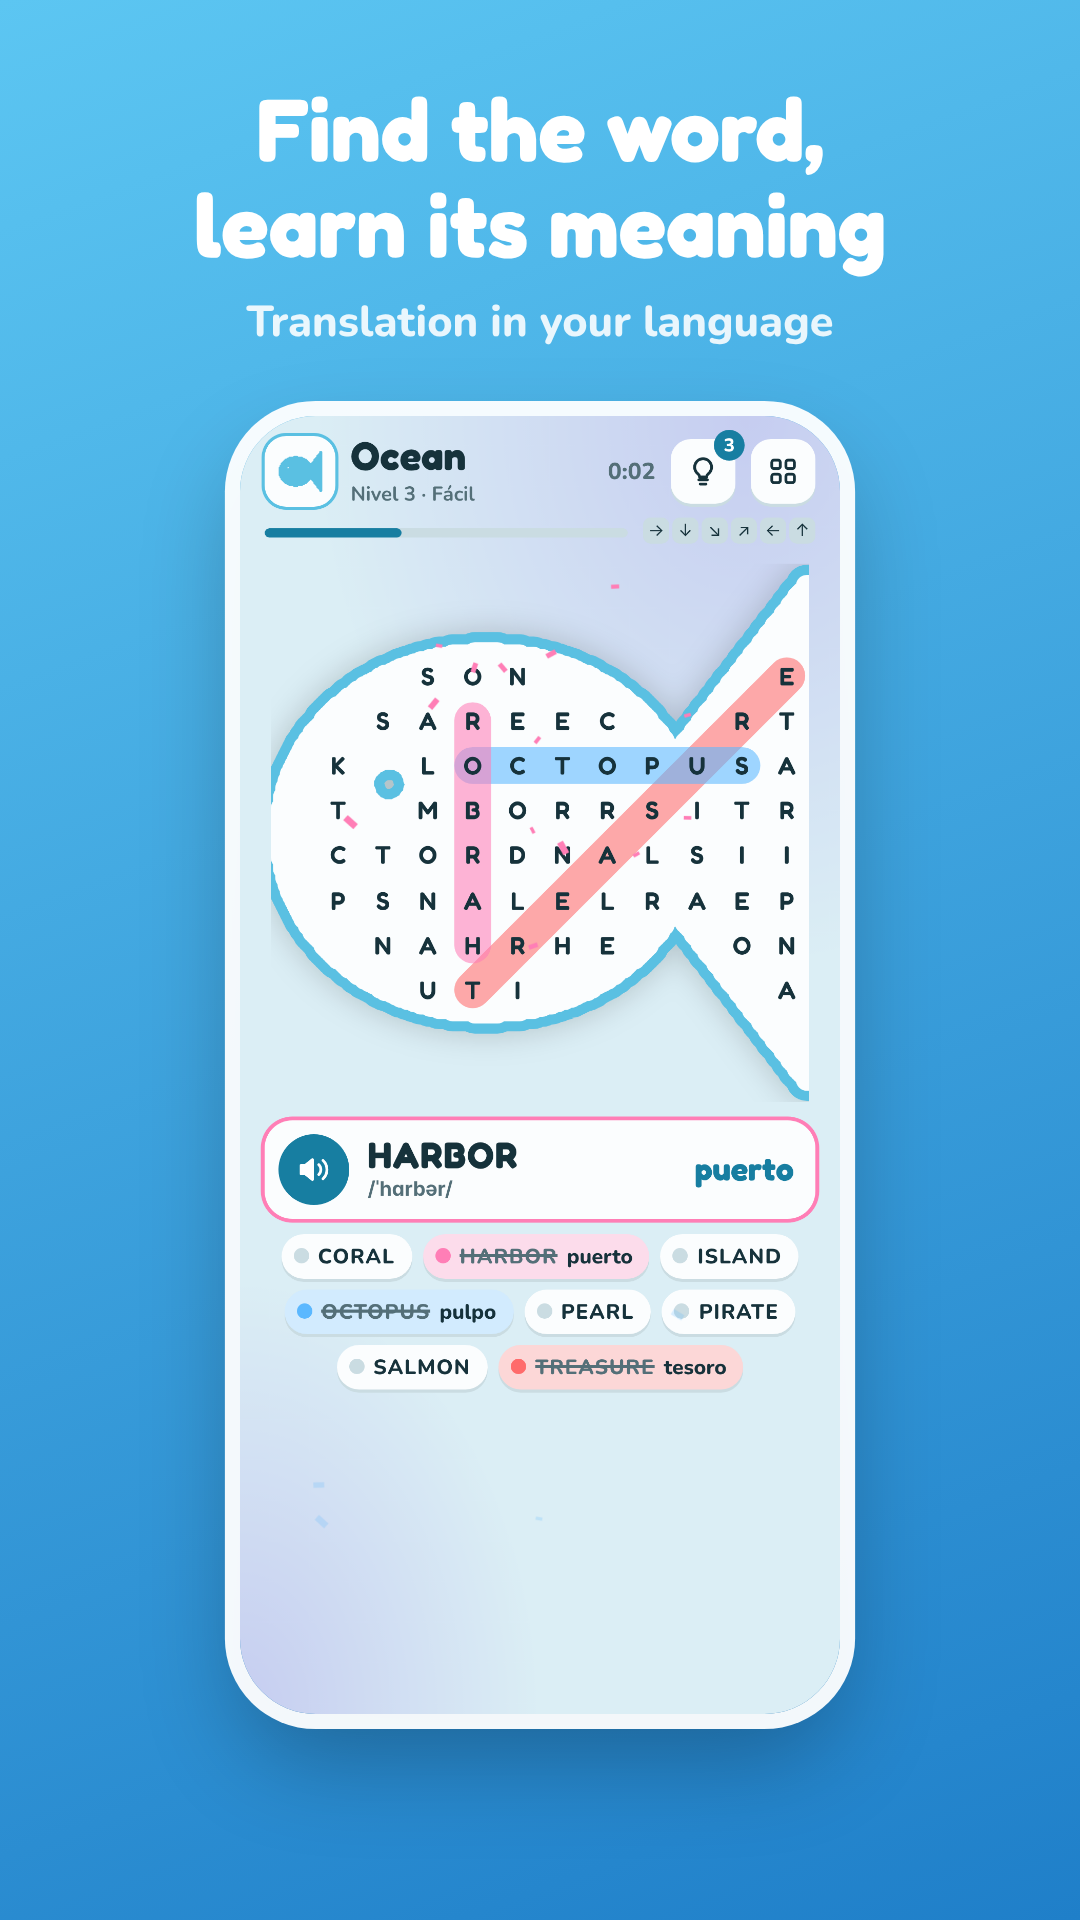 Find the word,
learn its meaning
Translation in your language
Ocean
Nivel 3 · Fácil
0:02
3
→ ↓ ↘ ↗ ← ↑
S O N E
S A R E E C R T
K L O C T O P U S A
T M B O R R S I T R
C T O R D N A L S I I
P S N A L E L R A E P
N A H R H E O N
U T I A
HARBOR
/ˈhɑrbər/
puerto
CORAL
HARBOR puerto
ISLAND
OCTOPUS pulpo
PEARL
PIRATE
SALMON
TREASURE tesoro